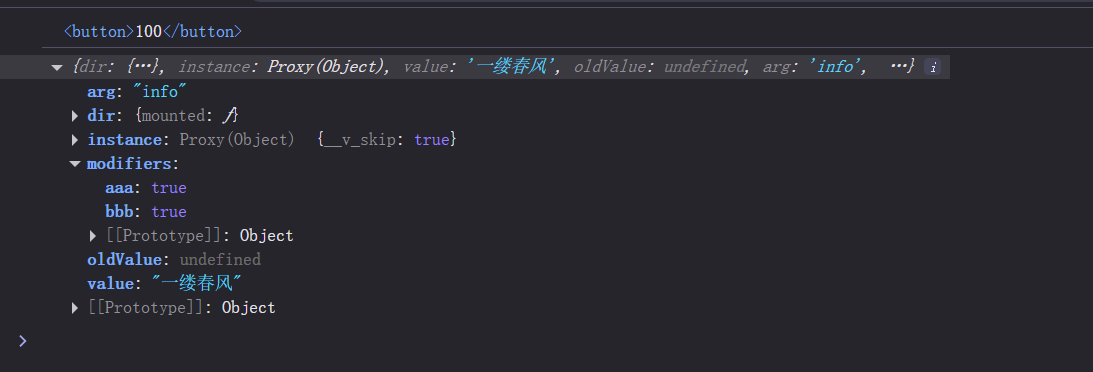 <button>100</button>
{dir: {…}, instance: Proxy(Object), value: '一缕春风', oldValue: undefined, arg: 'info', …} i
arg: "info"
dir: {mounted: ƒ}
instance: Proxy(Object) {__v_skip: true}
modifiers:
aaa: true
bbb: true
[[Prototype]]: Object
oldValue: undefined
value: "一缕春风"
[[Prototype]]: Object